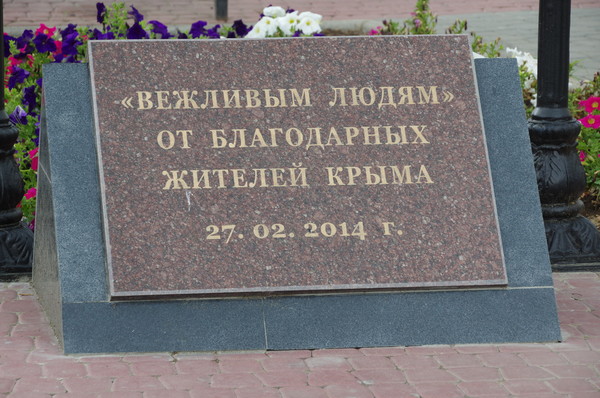 «ВЕЖЛИВЫМ ЛЮДЯМ»
ОТ БЛАГОДАРНЫХ
ЖИТЕЛЕЙ КРЫМА
27. 02. 2014 г.